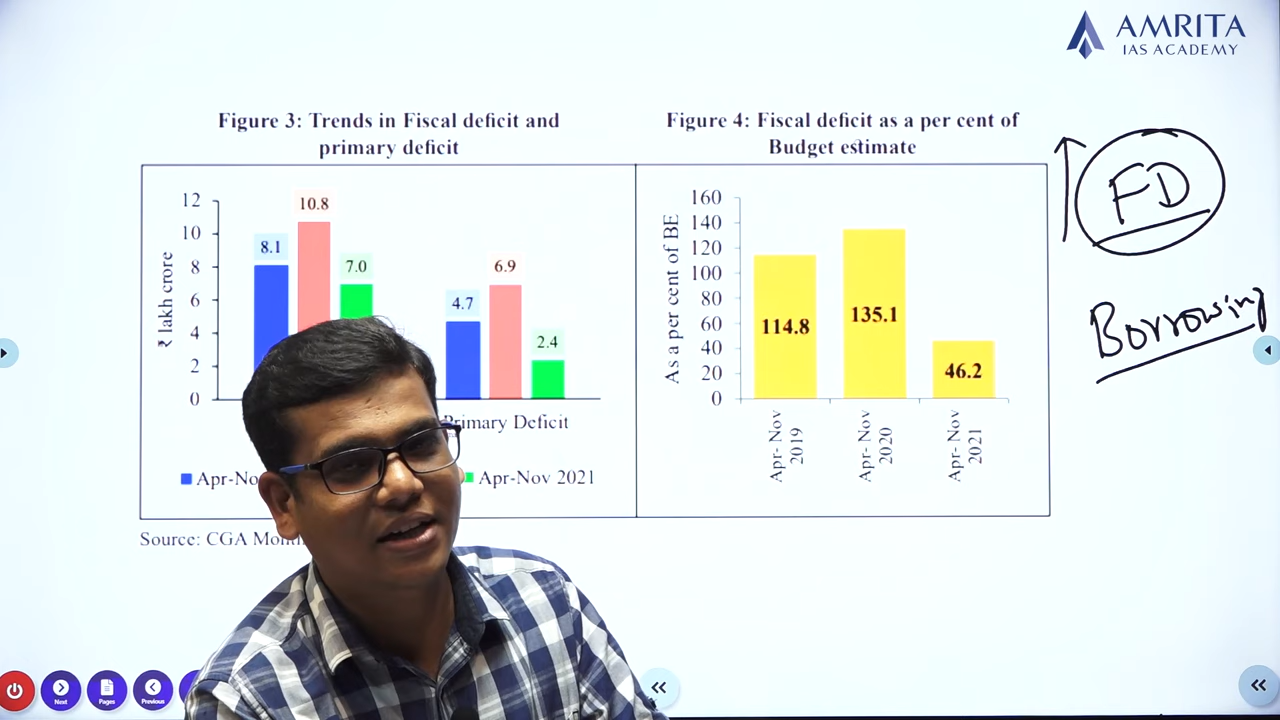 AMRITA
IAS ACADEMY
Figure 3: Trends in Fiscal deficit and
primary deficit
Figure 4: Fiscal deficit as a per cent of
Budget estimate
₹ lakh crore
12
10
8
6
4
2
0
8.1
10.8
7.0
4.7
6.9
2.4
Primary Deficit
Apr-No
Apr-Nov 2021
As a per cent of BE
160
140
120
100
80
60
40
20
0
114.8
135.1
46.2
Apr- Nov
2019
Apr- Nov
2020
Apr- Nov
2021
FD
Borrowing
Source: CGA
Next
Pages
Previous